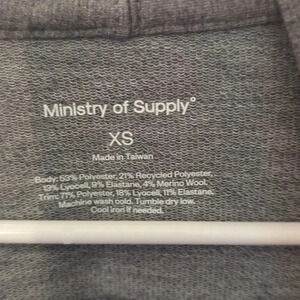 Ministry of Supply°
XS
Made in Taiwan
Body: 53% Polyester, 21% Recycled Polyester,
13% Lyocell, 9% Elastane, 4% Merino Wool,
Trim: 71% Polyester, 18% Lyocell, 11% Elastane,
Machine wash cold. Tumble dry low.
Cool iron if needed.